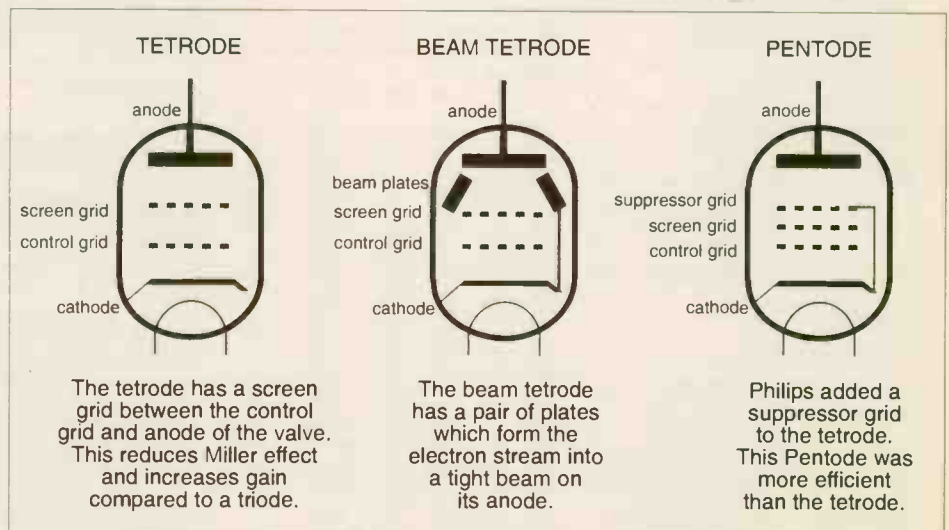 TETRODE
anode
screen grid
control grid
cathode
The tetrode has a screen
grid between the control
grid and anode of the valve.
This reduces Miller effect
and increases gain
compared to a triode.
BEAM TETRODE
anode
beam plates
screen grid
control grid
cathode
The beam tetrode
has a pair of plates
which form the
electron stream into
a tight beam on
its anode.
PENTODE
anode
suppressor grid
screen grid
control grid
cathode
Philips added a
suppressor grid
to the tetrode.
This Pentode was
more efficient
than the tetrode.